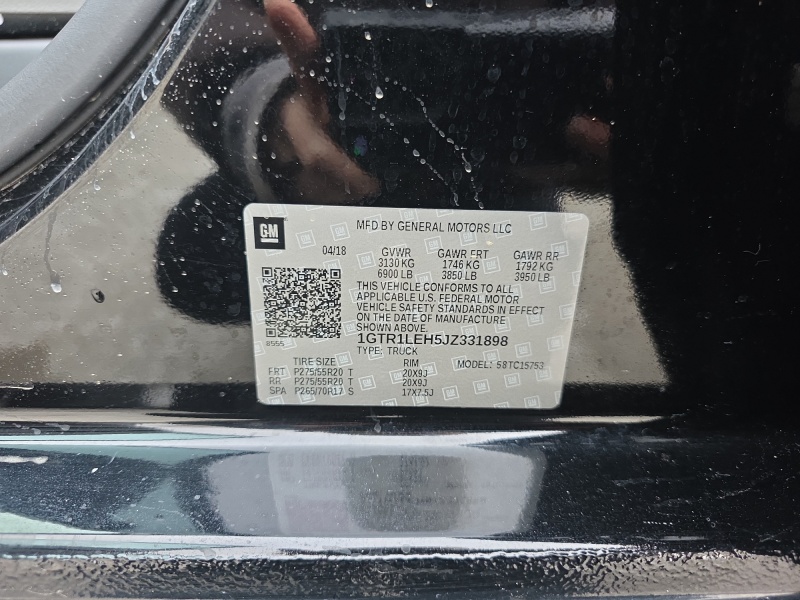 GM
MFD BY GENERAL MOTORS LLC
04/18 GVWR GAWR FRT GAWR RR
3130 KG 1746 KG 1792 KG
6900 LB 3850 LB 3950 LB
THIS VEHICLE CONFORMS TO ALL
APPLICABLE U.S. FEDERAL MOTOR
VEHICLE SAFETY STANDARDS IN EFFECT
ON THE DATE OF MANUFACTURE
SHOWN ABOVE.
8555
1GTR1LEH5JZ331898
TYPE: TRUCK
TIRE SIZE RIM MODEL: 58TC15753
FRT P275/55R20 T 20X9J
RR P275/55R20 T 20X9J
SPA P265/70R17 S 17X7.5J